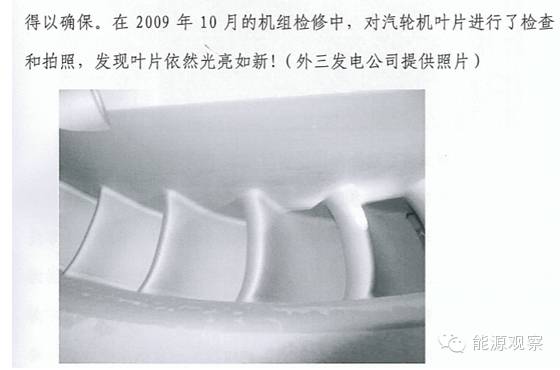 得以确保。在 2009 年 10 月的机组检修中，对汽轮机叶片进行了检查
和拍照，发现叶片依然光亮如新!（外三发电公司提供照片）
能源观察